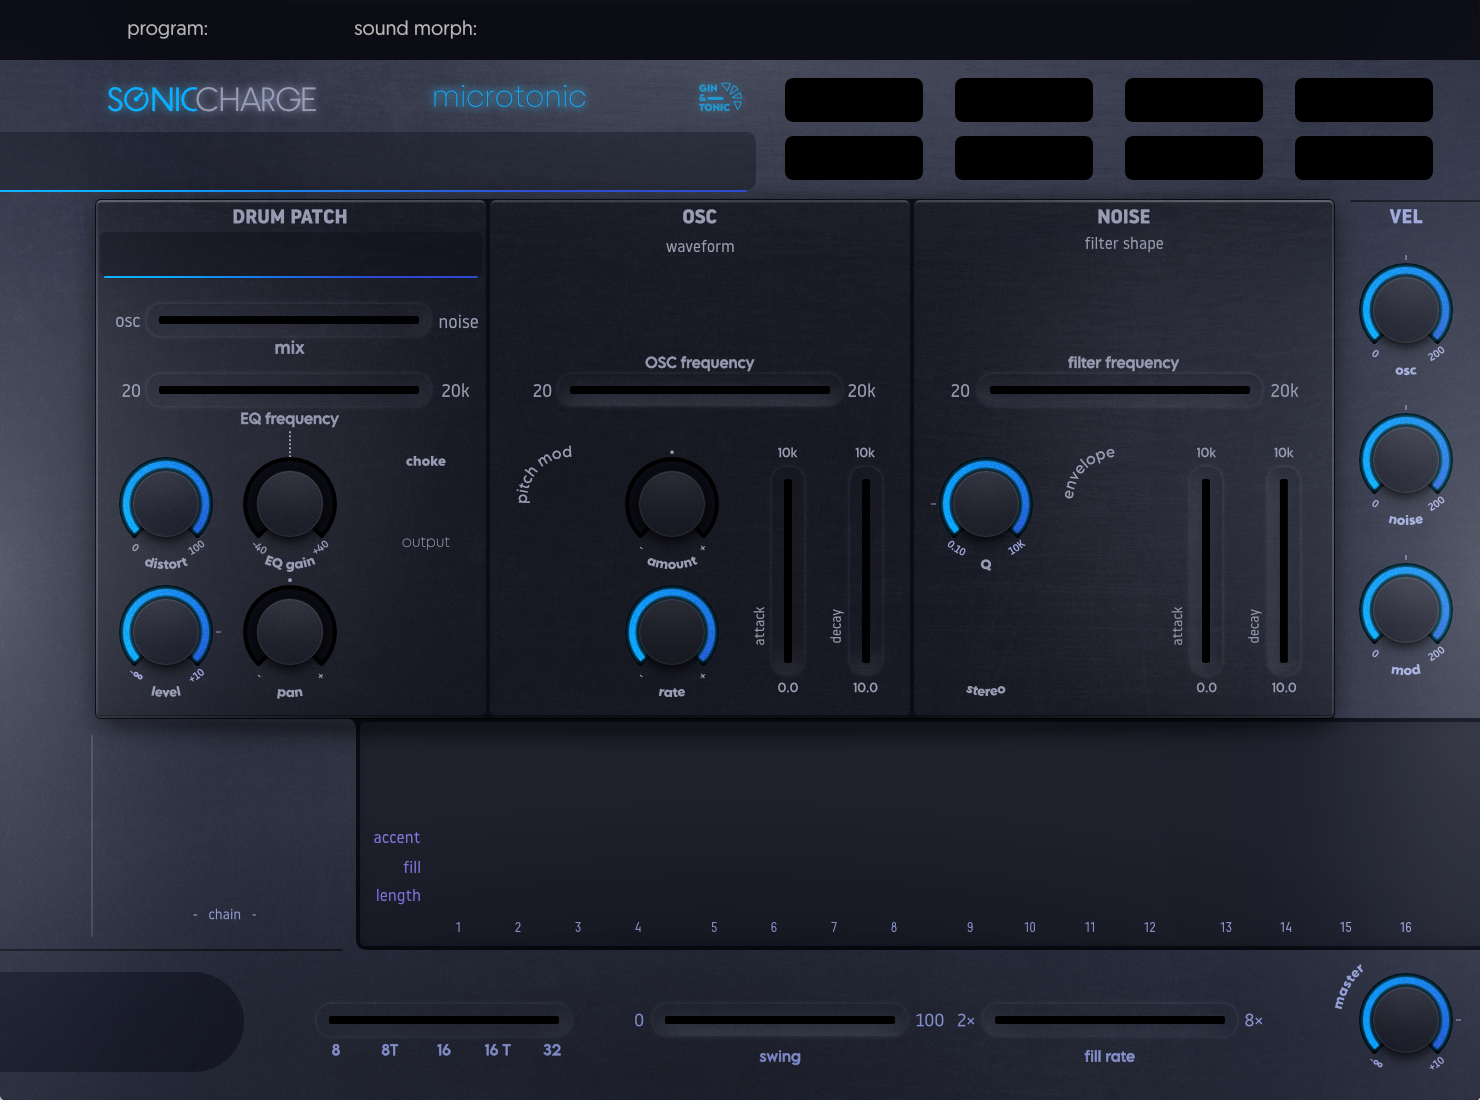 program:
sound morph:
SONICCHARGE
microtonic
GIN
&
TONIC
DRUM PATCH
OSC
NOISE
VEL
waveform
filter shape
osc
noise
mix
OSC frequency
filter frequency
20
20k
20
20k
20
20k
EQ frequency
osc
0
200
choke
pitch mod
10k
10k
envelope
10k
10k
noise
0
200
0
100
distort
-40
+40
EQ gain
output
-
+
amount
0.10
10K
Q
attack
decay
attack
decay
mod
0
200
-∞
+10
level
-
+
pan
-
+
rate
0.0
10.0
stereo
0.0
10.0
accent
fill
length
- chain -
1 2 3 4 5 6 7 8 9 10 11 12 13 14 15 16
master
-∞
+10
8 8T 16 16 T 32
0
100
swing
2×
8×
fill rate